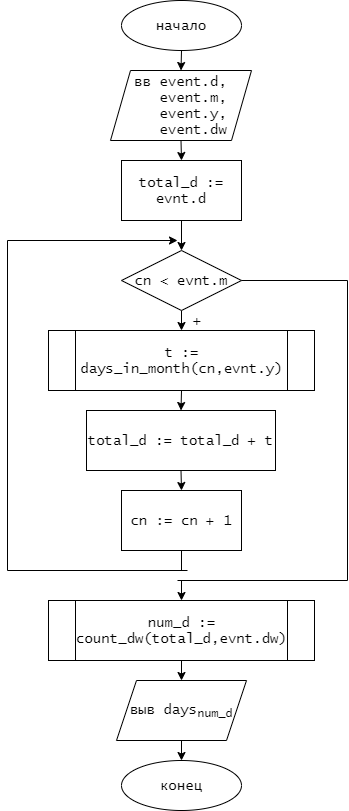 начало
вв event.d,
event.m,
event.y,
event.dw
total_d :=
evnt.d
cn < evnt.m
+
t :=
days_in_month(cn,evnt.y)
total_d := total_d + t
cn := cn + 1
num_d :=
count_dw(total_d,evnt.dw)
выв days_num_d
конец